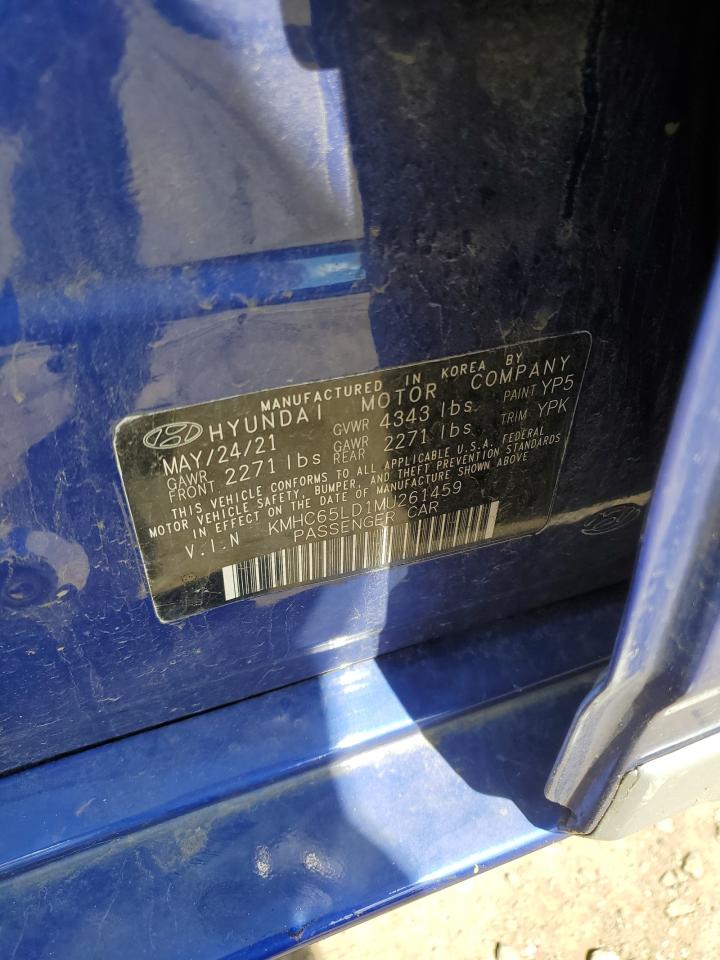 MANUFACTURED IN KOREA BY
HYUNDAI MOTOR COMPANY
MAY/24/21 GVWR 4343 lbs PAINT YP5
GAWR FRONT 2271 lbs GAWR REAR 2271 lbs TRIM YPK
THIS VEHICLE CONFORMS TO ALL APPLICABLE U.S.A. FEDERAL
MOTOR VEHICLE SAFETY, BUMPER, AND THEFT PREVENTION STANDARDS
IN EFFECT ON THE DATE OF MANUFACTURE SHOWN ABOVE
V.I.N KMHC65LD1MU261459
PASSENGER CAR